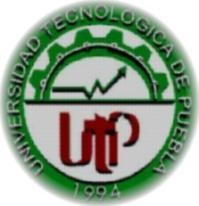 UNIVERSIDAD TECNOLOGICA DE PUEBLA
UTP
1994